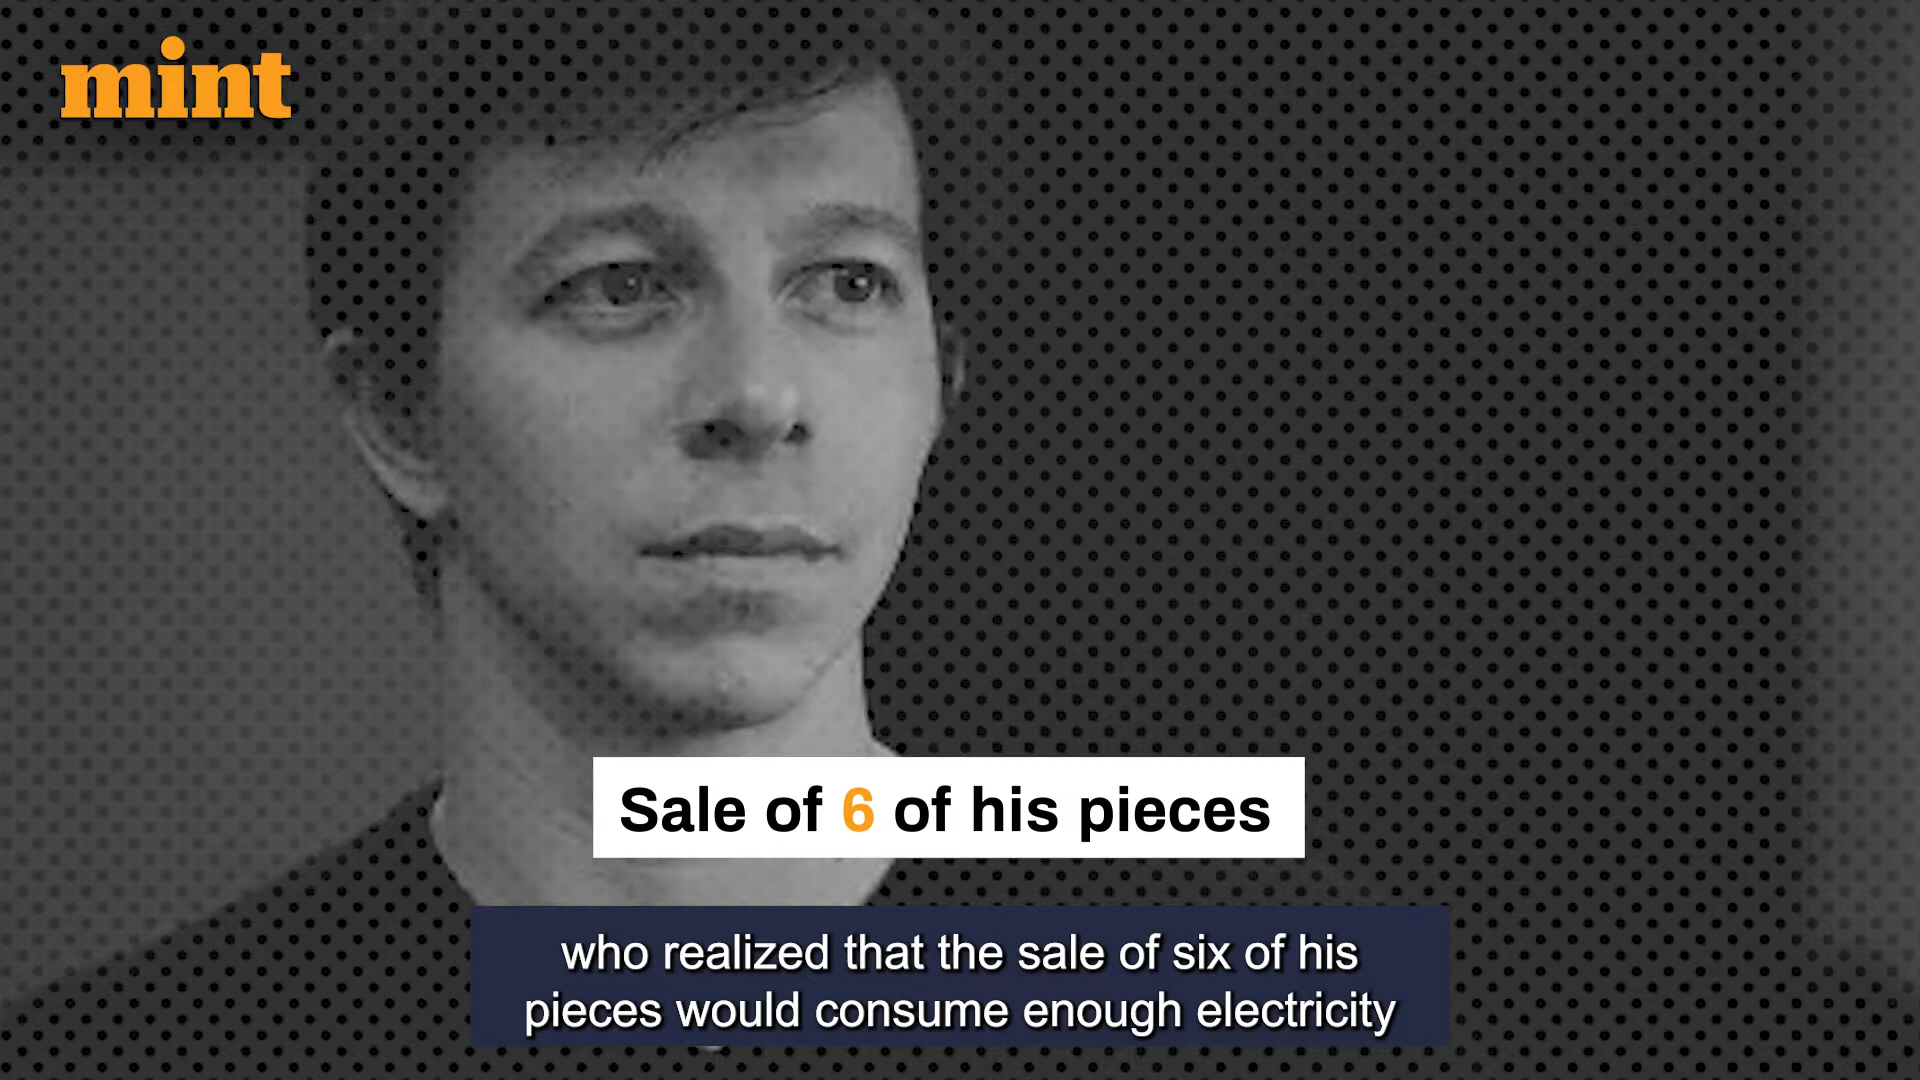 mint
Sale of 6 of his pieces
who realized that the sale of six of his
pieces would consume enough electricity